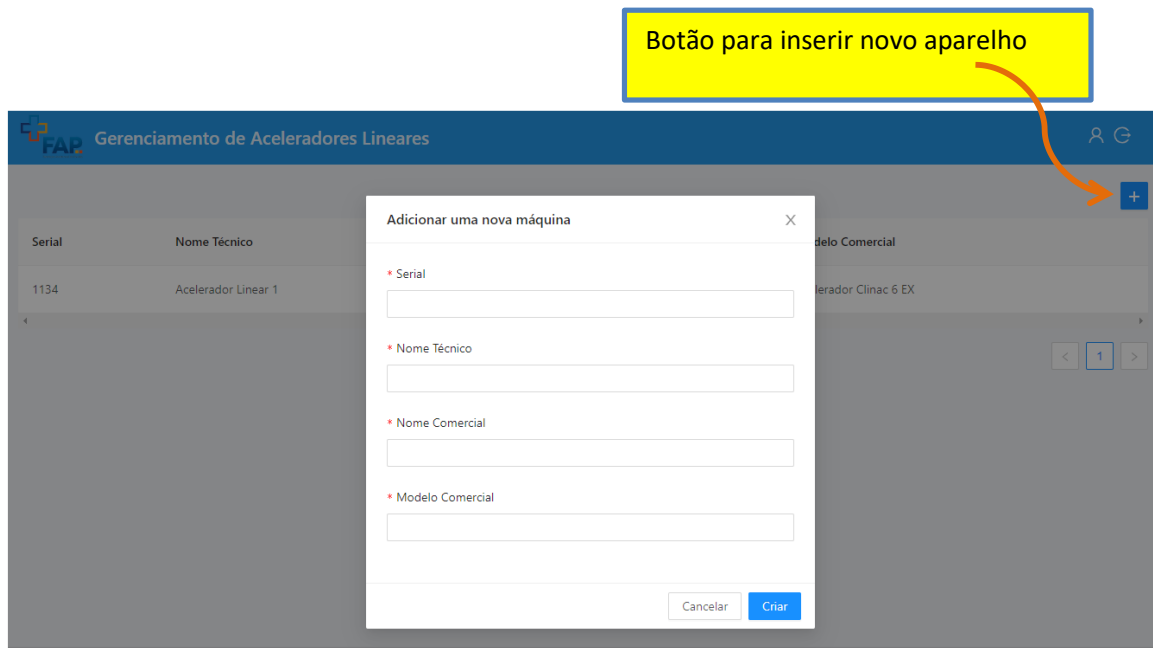 Botão para inserir novo aparelho
FAP Gerenciamento de Aceleradores Lineares
+
Adicionar uma nova máquina X
Serial Nome Técnico delo Comercial
* Serial
1134 Acelerador Linear 1 lerador Clinac 6 EX
* Nome Técnico
< 1 >
* Nome Comercial
* Modelo Comercial
Cancelar Criar